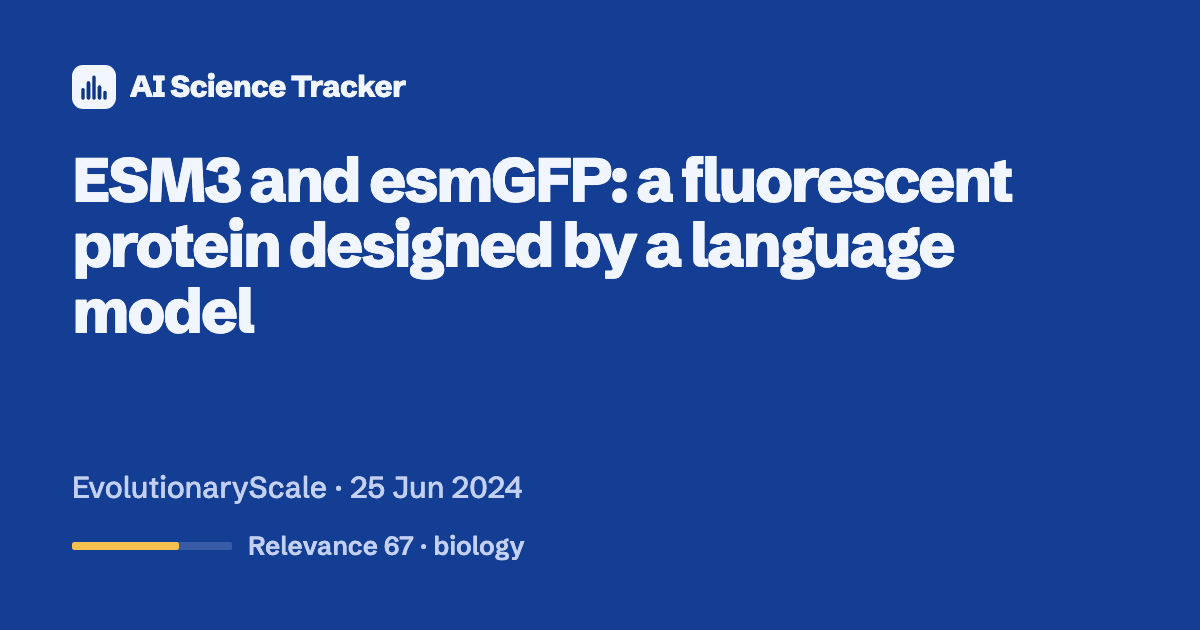 AI Science Tracker
ESM3 and esmGFP: a fluorescent
protein designed by a language
model
EvolutionaryScale · 25 Jun 2024
Relevance 67 · biology